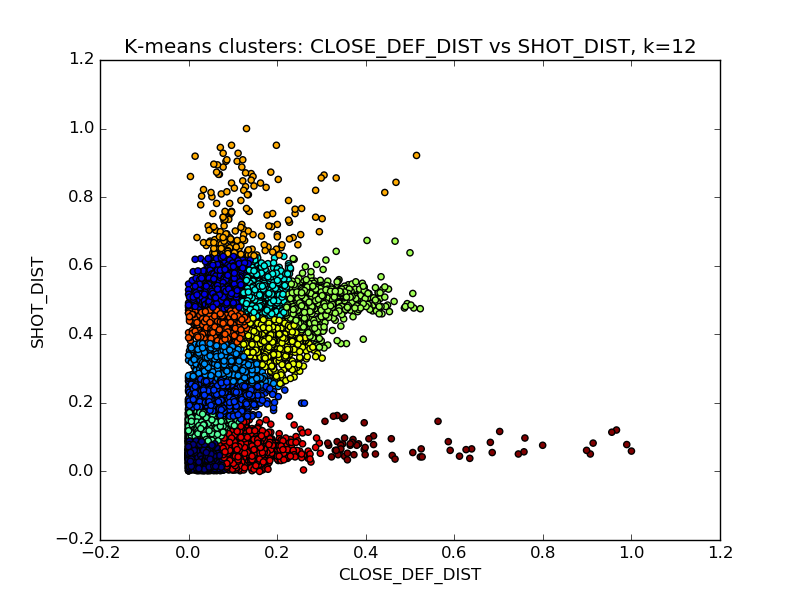 K-means clusters: CLOSE_DEF_DIST vs SHOT_DIST, k=12
1.2
1.0
0.8
0.6
0.4
0.2
0.0
−0.2
SHOT_DIST
−0.2 0.0 0.2 0.4 0.6 0.8 1.0 1.2
CLOSE_DEF_DIST